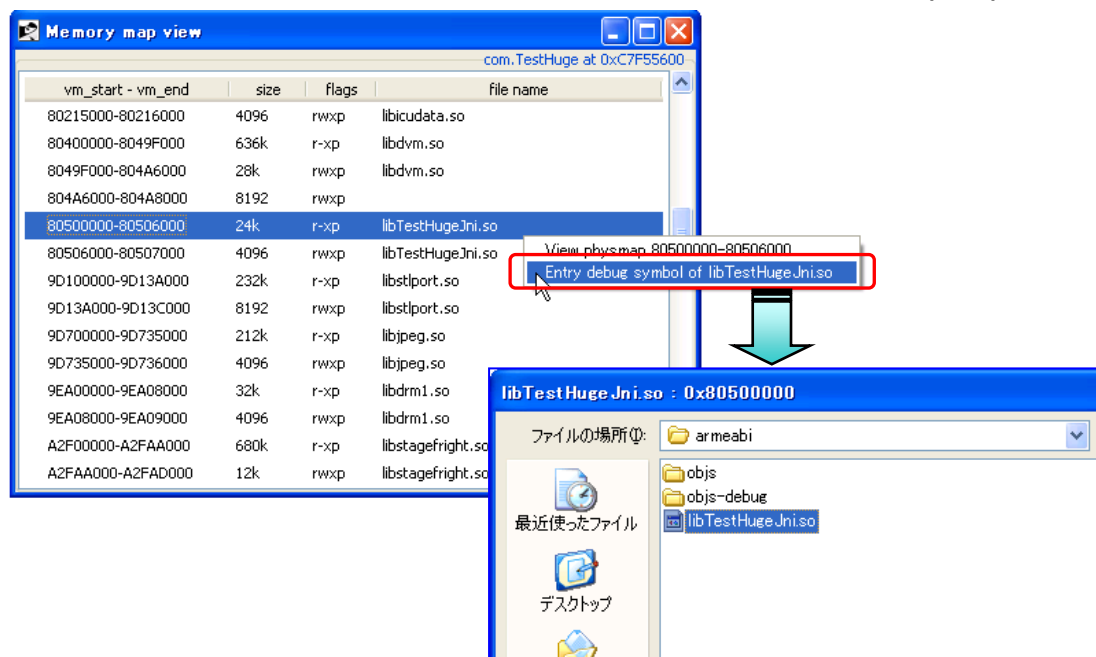 Memory map view
com.TestHuge at 0xC7F55600
vm_start - vm_end size flags file name
80215000-80216000 4096 rwxp libicudata.so
80400000-8049F000 636k r-xp libdvm.so
8049F000-804A6000 28k rwxp libdvm.so
804A6000-804A8000 8192 rwxp
80500000-80506000 24k r-xp libTestHugeJni.so
80506000-80507000 4096 rwxp libTestHugeJni.so
View physmap 80500000-80506000
Entry debug symbol of libTestHugeJni.so
9D100000-9D13A000 232k r-xp libstlport.so
9D13A000-9D13C000 8192 rwxp libstlport.so
9D700000-9D735000 212k r-xp libjpeg.so
9D735000-9D736000 4096 rwxp libjpeg.so
9EA00000-9EA08000 32k r-xp libdrm1.so
9EA08000-9EA09000 4096 rwxp libdrm1.so
A2F00000-A2FAA000 680k r-xp libstagefright.so
A2FAA000-A2FAD000 12k rwxp libstagefright.so
libTestHugeJni.so : 0x80500000
ファイルの場所(I): armeabi
objs
objs-debug
libTestHugeJni.so
最近使ったファイル
デスクトップ